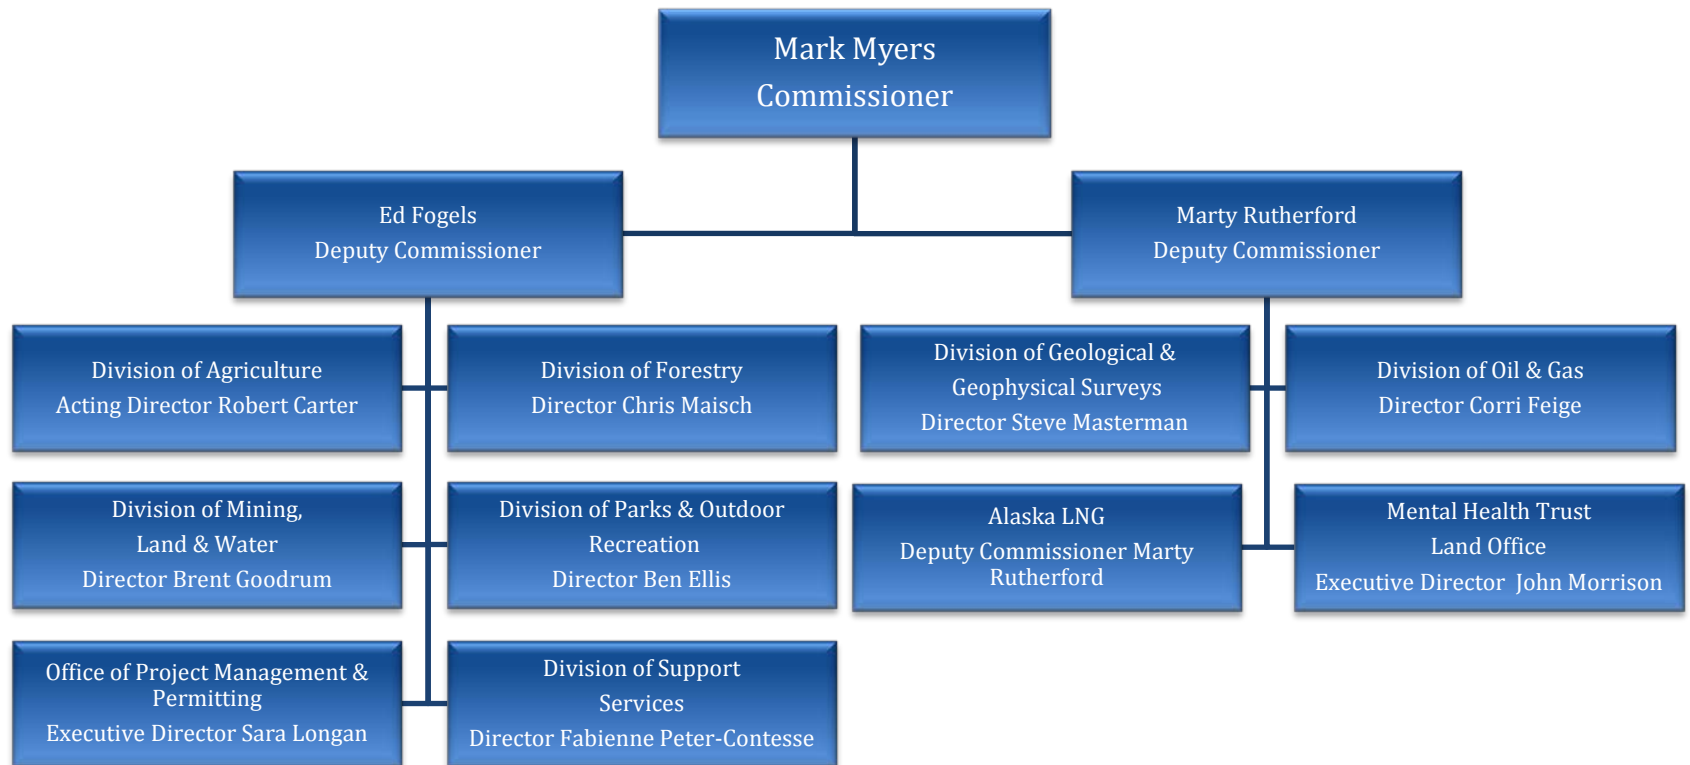 Mark Myers
Commissioner
Ed Fogels
Deputy Commissioner
Marty Rutherford
Deputy Commissioner
Division of Agriculture
Acting Director Robert Carter
Division of Forestry
Director Chris Maisch
Division of Geological &
Geophysical Surveys
Director Steve Masterman
Division of Oil & Gas
Director Corri Feige
Division of Mining,
Land & Water
Director Brent Goodrum
Division of Parks & Outdoor
Recreation
Director Ben Ellis
Alaska LNG
Deputy Commissioner Marty
Rutherford
Mental Health Trust
Land Office
Executive Director  John Morrison
Office of Project Management &
Permitting
Executive Director Sara Longan
Division of Support
Services
Director Fabienne Peter-Contesse